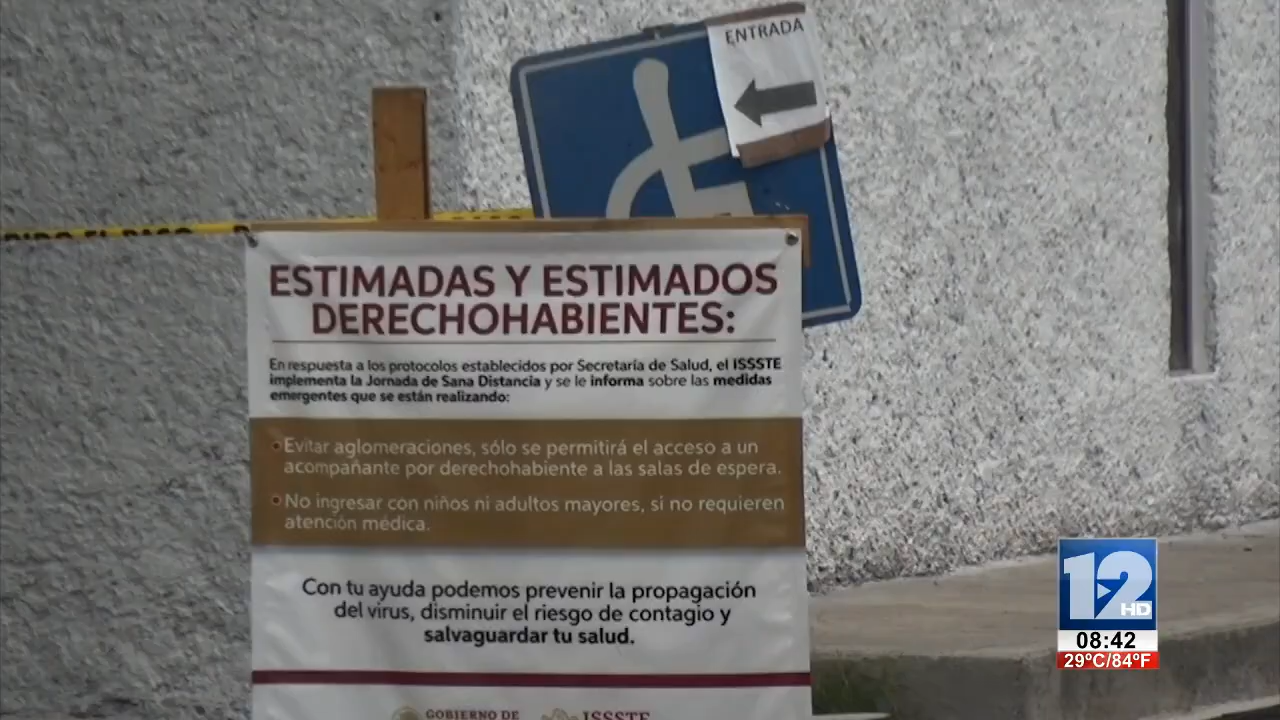 ENTRADA
EL PASO
ESTIMADAS Y ESTIMADOS
DERECHOHABIENTES:
En respuesta a los protocolos establecidos por Secretaría de Salud, el ISSSTE
implementa la Jornada de Sana Distancia y se le informa sobre las medidas
emergentes que se están realizando:
• Evitar aglomeraciones, sólo se permitirá el acceso a un
acompañante por derechohabiente a las salas de espera.
• No ingresar con niños ni adultos mayores, si no requieren
atención médica.
Con tu ayuda podemos prevenir la propagación
del virus, disminuir el riesgo de contagio y
salvaguardar tu salud.
GOBIERNO DE
ISSSTE
12
HD
08:42
29°C/84°F